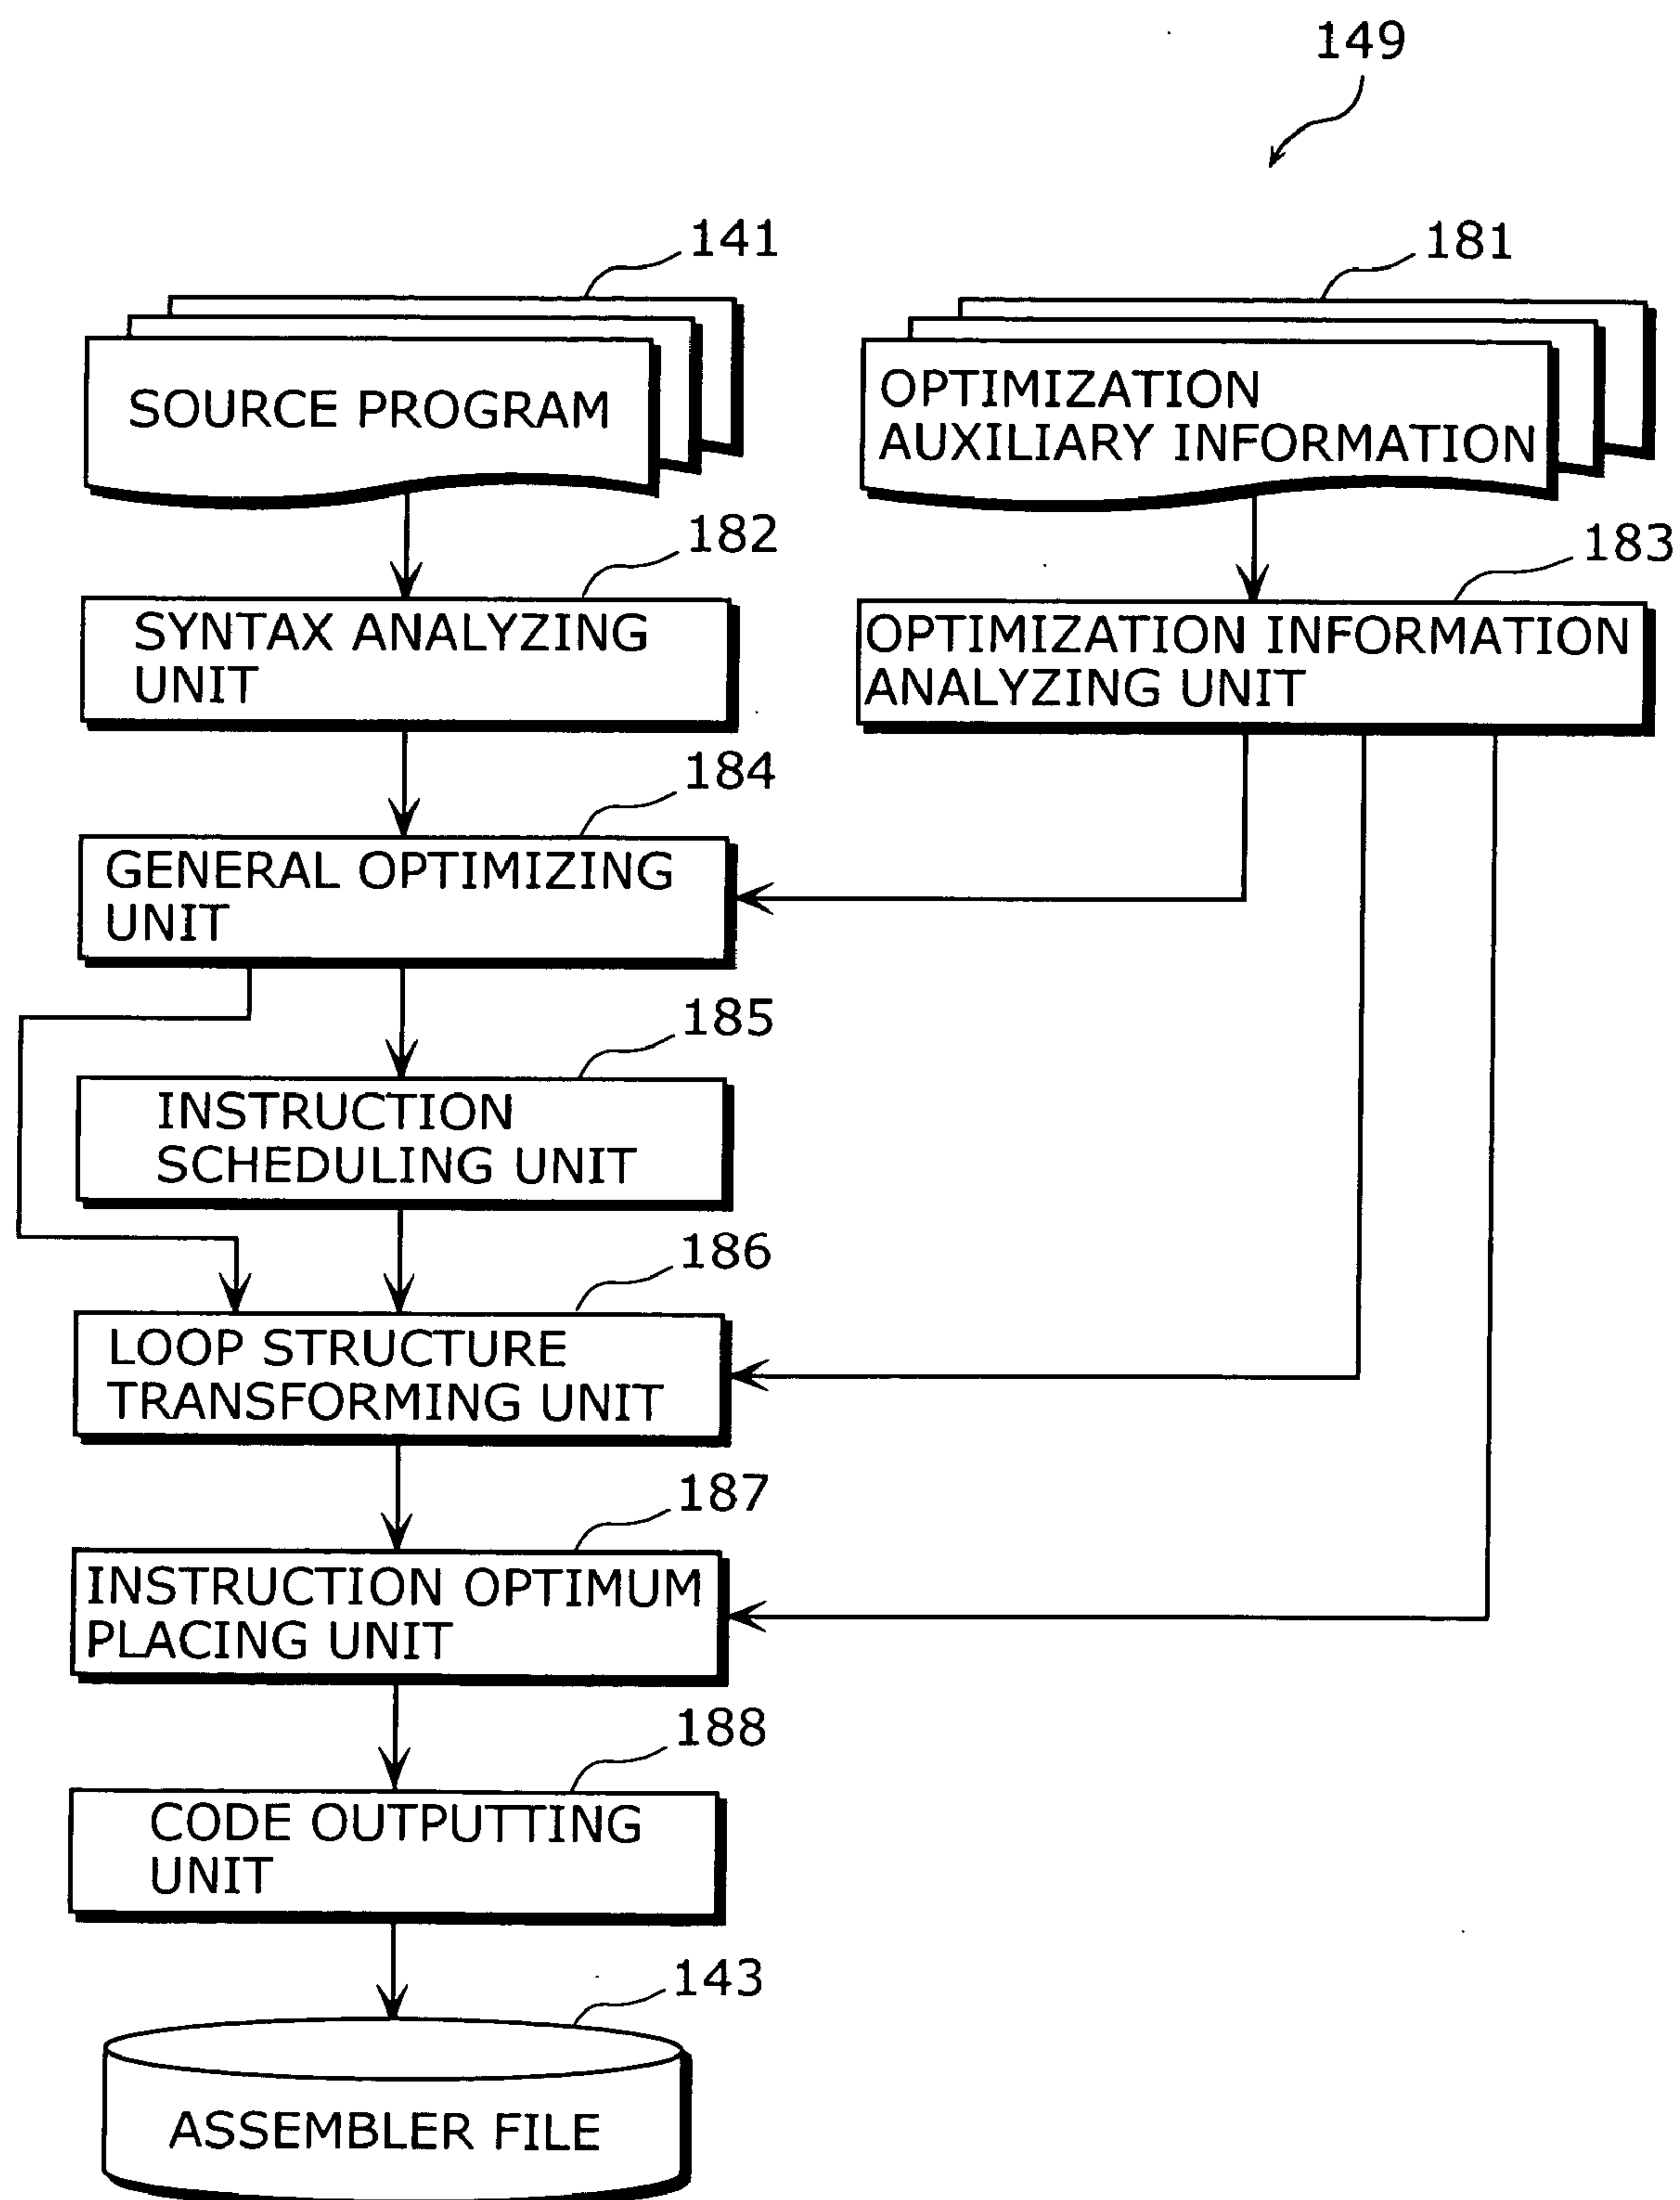 149
141
181
SOURCE PROGRAM
OPTIMIZATION
AUXILIARY INFORMATION
182
183
SYNTAX ANALYZING
UNIT
OPTIMIZATION INFORMATION
ANALYZING UNIT
184
GENERAL OPTIMIZING
UNIT
185
INSTRUCTION
SCHEDULING UNIT
186
LOOP STRUCTURE
TRANSFORMING UNIT
187
INSTRUCTION OPTIMUM
PLACING UNIT
188
CODE OUTPUTTING
UNIT
143
ASSEMBLER FILE